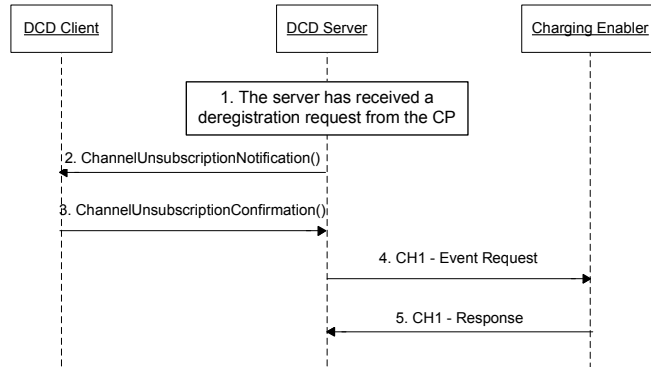 DCD Client
DCD Server
Charging Enabler
1. The server has received a
deregistration request from the CP
2. ChannelUnsubscriptionNotification()
3. ChannelUnsubscriptionConfirmation()
4. CH1 - Event Request
5. CH1 - Response